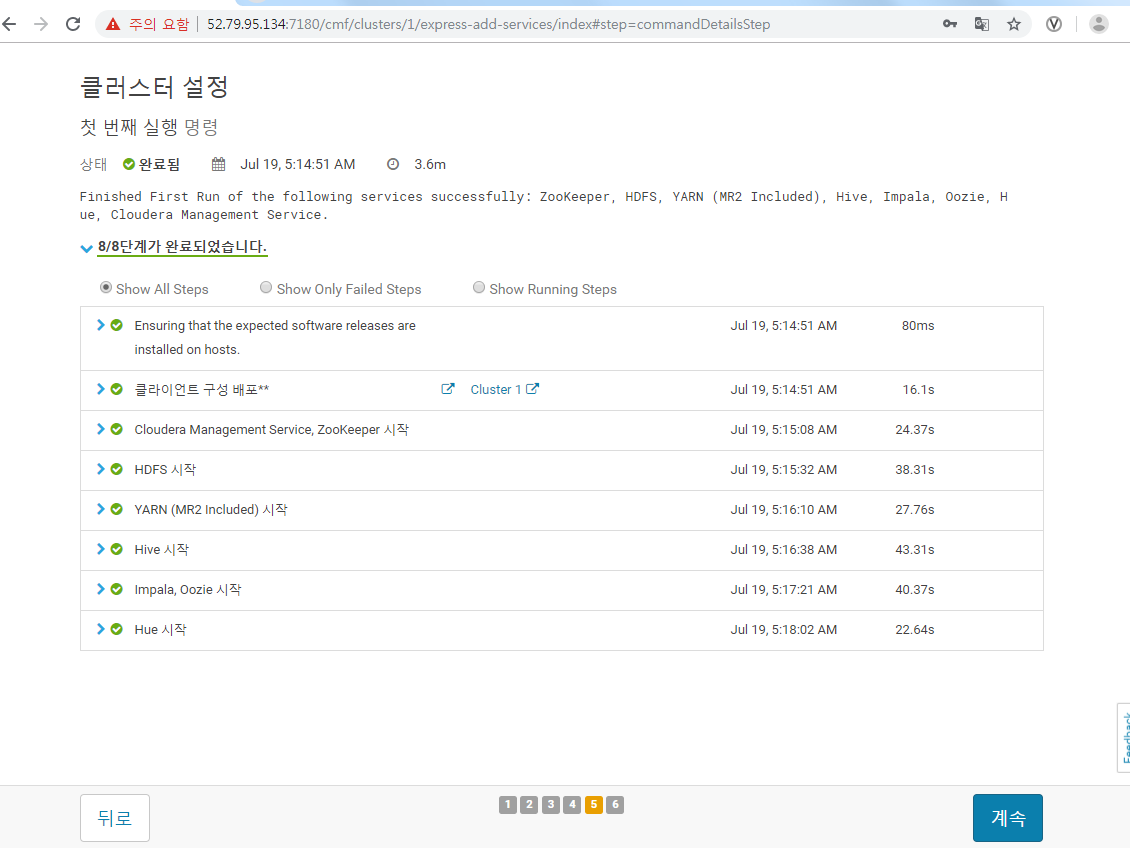 주의 요함 52.79.95.134:7180/cmf/clusters/1/express-add-services/index#step=commandDetailsStep
클러스터 설정
첫 번째 실행 명령
상태 완료됨 Jul 19, 5:14:51 AM 3.6m
Finished First Run of the following services successfully: ZooKeeper, HDFS, YARN (MR2 Included), Hive, Impala, Oozie, H
ue, Cloudera Management Service.
8/8단계가 완료되었습니다.
Show All Steps Show Only Failed Steps Show Running Steps
Ensuring that the expected software releases are Jul 19, 5:14:51 AM 80ms
installed on hosts.
클라이언트 구성 배포** Cluster 1 Jul 19, 5:14:51 AM 16.1s
Cloudera Management Service, ZooKeeper 시작 Jul 19, 5:15:08 AM 24.37s
HDFS 시작 Jul 19, 5:15:32 AM 38.31s
YARN (MR2 Included) 시작 Jul 19, 5:16:10 AM 27.76s
Hive 시작 Jul 19, 5:16:38 AM 43.31s
Impala, Oozie 시작 Jul 19, 5:17:21 AM 40.37s
Hue 시작 Jul 19, 5:18:02 AM 22.64s
Feedback
뒤로 1 2 3 4 5 6 계속